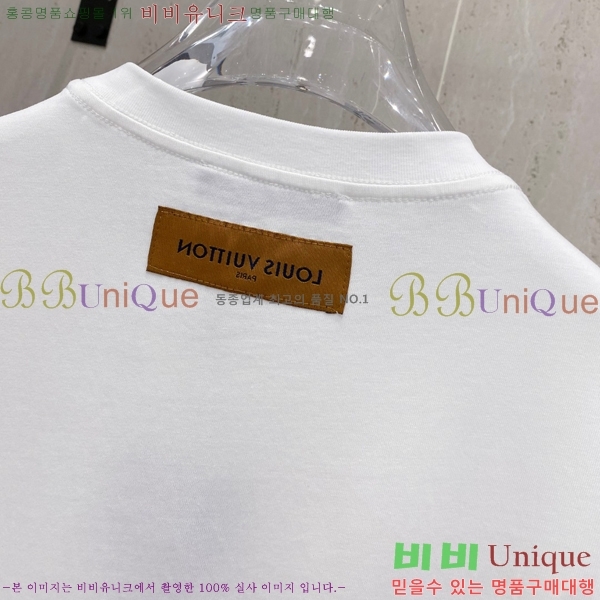 홍콩명품쇼핑몰1위 비비유니크 명품구매대행
LOUIS VUITTON
PARIS
BBUniQue 동종업계 최고의 품질 NO.1 BBUniQue
비비 Unique
-본 이미지는 비비유니크에서 촬영한 100% 실사 이미지 입니다.-
믿을수 있는 명품구매대행